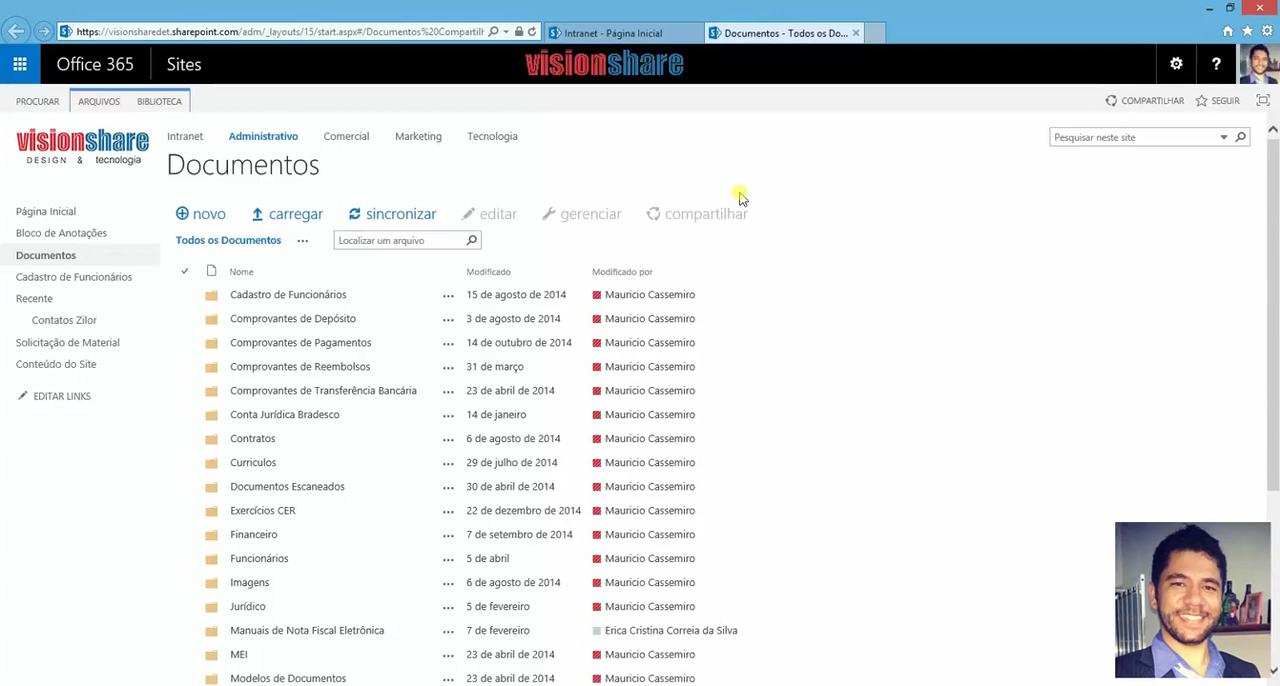 https://visionsharedet.sharepoint.com/adm/_layouts/15/start.aspx#/Documentos%20Compartilh
Intranet - Página Inicial
Documentos - Todos os Do...
Office 365
Sites
visionshare
?
PROCURAR
ARQUIVOS
BIBLIOTECA
COMPARTILHAR
SEGUIR
visionshare
DESIGN & tecnologia
Intranet
Administrativo
Comercial
Marketing
Tecnologia
Pesquisar neste site
Documentos
Página Inicial
Bloco de Anotações
Documentos
Cadastro de Funcionários
Recente
Contatos Zilor
Solicitação de Material
Conteúdo do Site
EDITAR LINKS
novo
carregar
sincronizar
editar
gerenciar
compartilhar
Todos os Documentos
...
Localizar um arquivo
Nome Modificado Modificado por
Cadastro de Funcionários ... 15 de agosto de 2014 Mauricio Cassemiro
Comprovantes de Depósito ... 3 de agosto de 2014 Mauricio Cassemiro
Comprovantes de Pagamentos ... 14 de outubro de 2014 Mauricio Cassemiro
Comprovantes de Reembolsos ... 31 de março Mauricio Cassemiro
Comprovantes de Transferência Bancária ... 23 de abril de 2014 Mauricio Cassemiro
Conta Jurídica Bradesco ... 14 de janeiro Mauricio Cassemiro
Contratos ... 6 de agosto de 2014 Mauricio Cassemiro
Curriculos ... 29 de julho de 2014 Mauricio Cassemiro
Documentos Escaneados ... 30 de abril de 2014 Mauricio Cassemiro
Exercícios CER ... 22 de dezembro de 2014 Mauricio Cassemiro
Financeiro ... 7 de setembro de 2014 Mauricio Cassemiro
Funcionários ... 5 de abril Mauricio Cassemiro
Imagens ... 6 de agosto de 2014 Mauricio Cassemiro
Jurídico ... 5 de fevereiro Mauricio Cassemiro
Manuais de Nota Fiscal Eletrônica ... 7 de fevereiro Erica Cristina Correia da Silva
MEI ... 23 de abril de 2014 Mauricio Cassemiro
Modelos de Documentos ... 23 de abril de 2014 Mauricio Cassemiro